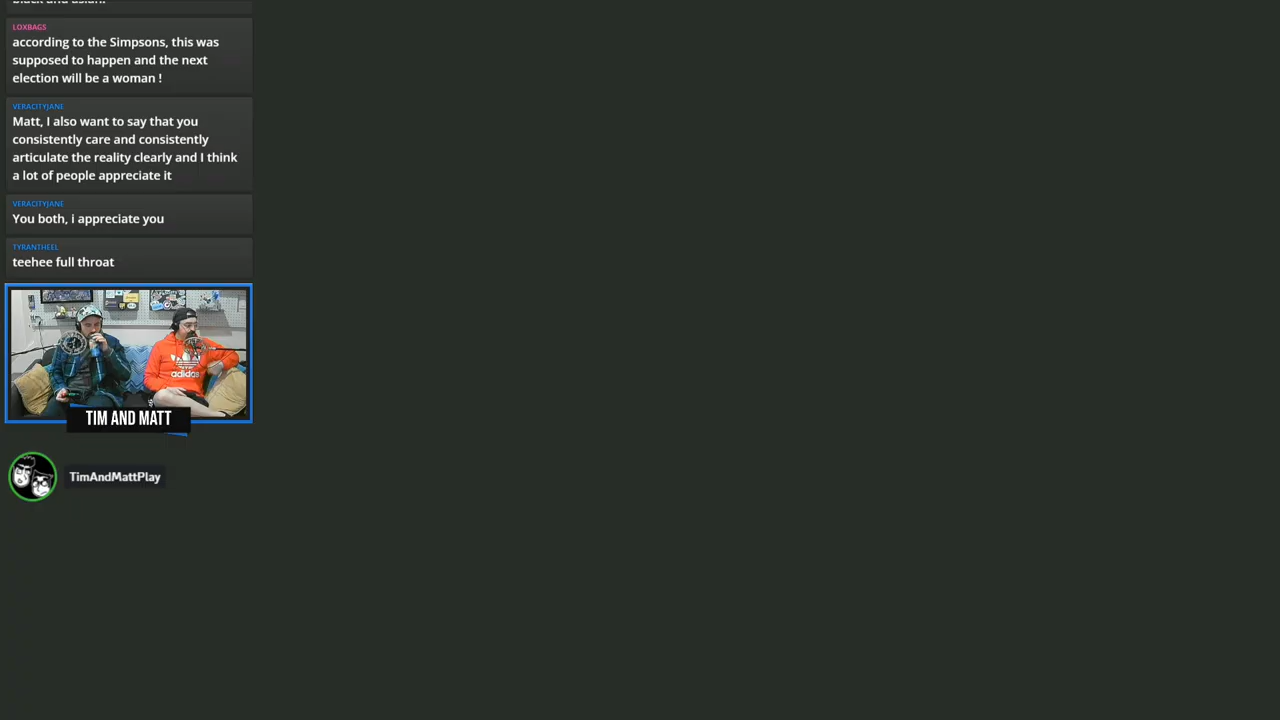 LOXBAGS
according to the Simpsons, this was
supposed to happen and the next
election will be a woman !
VERACITYJANE
Matt, I also want to say that you
consistently care and consistently
articulate the reality clearly and I think
a lot of people appreciate it
VERACITYJANE
You both, i appreciate you
TYRANTHEEL
teehee full throat
adidas
TIM AND MATT
TimAndMattPlay